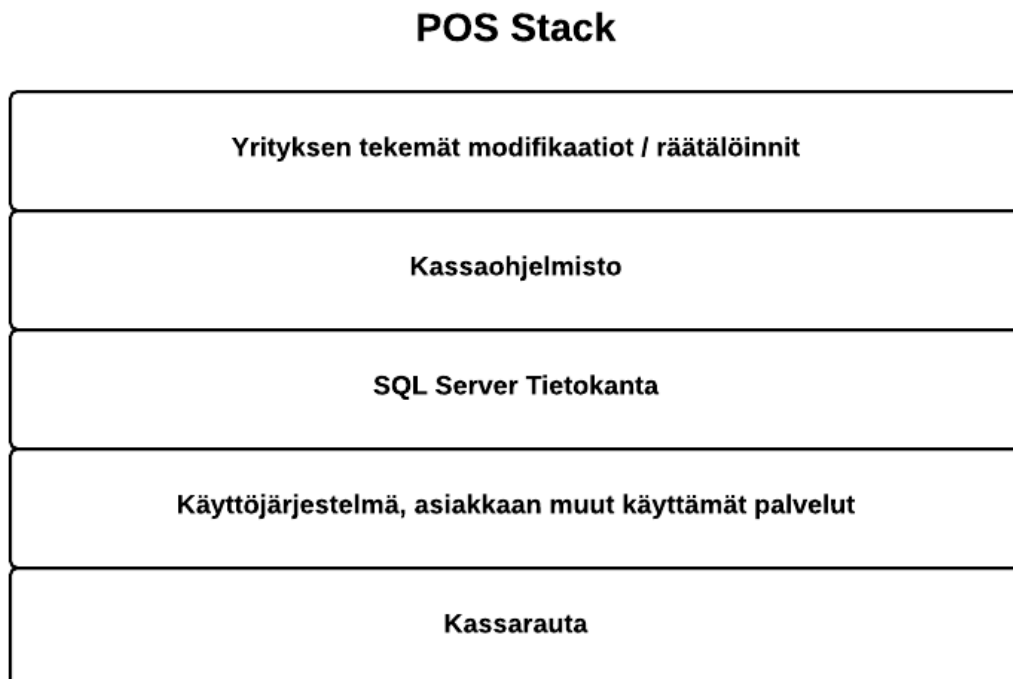 POS Stack
Yrityksen tekemät modifikaatiot / räätälöinnit
Kassaohjelmisto
SQL Server Tietokanta
Käyttöjärjestelmä, asiakkaan muut käyttämät palvelut
Kassarauta